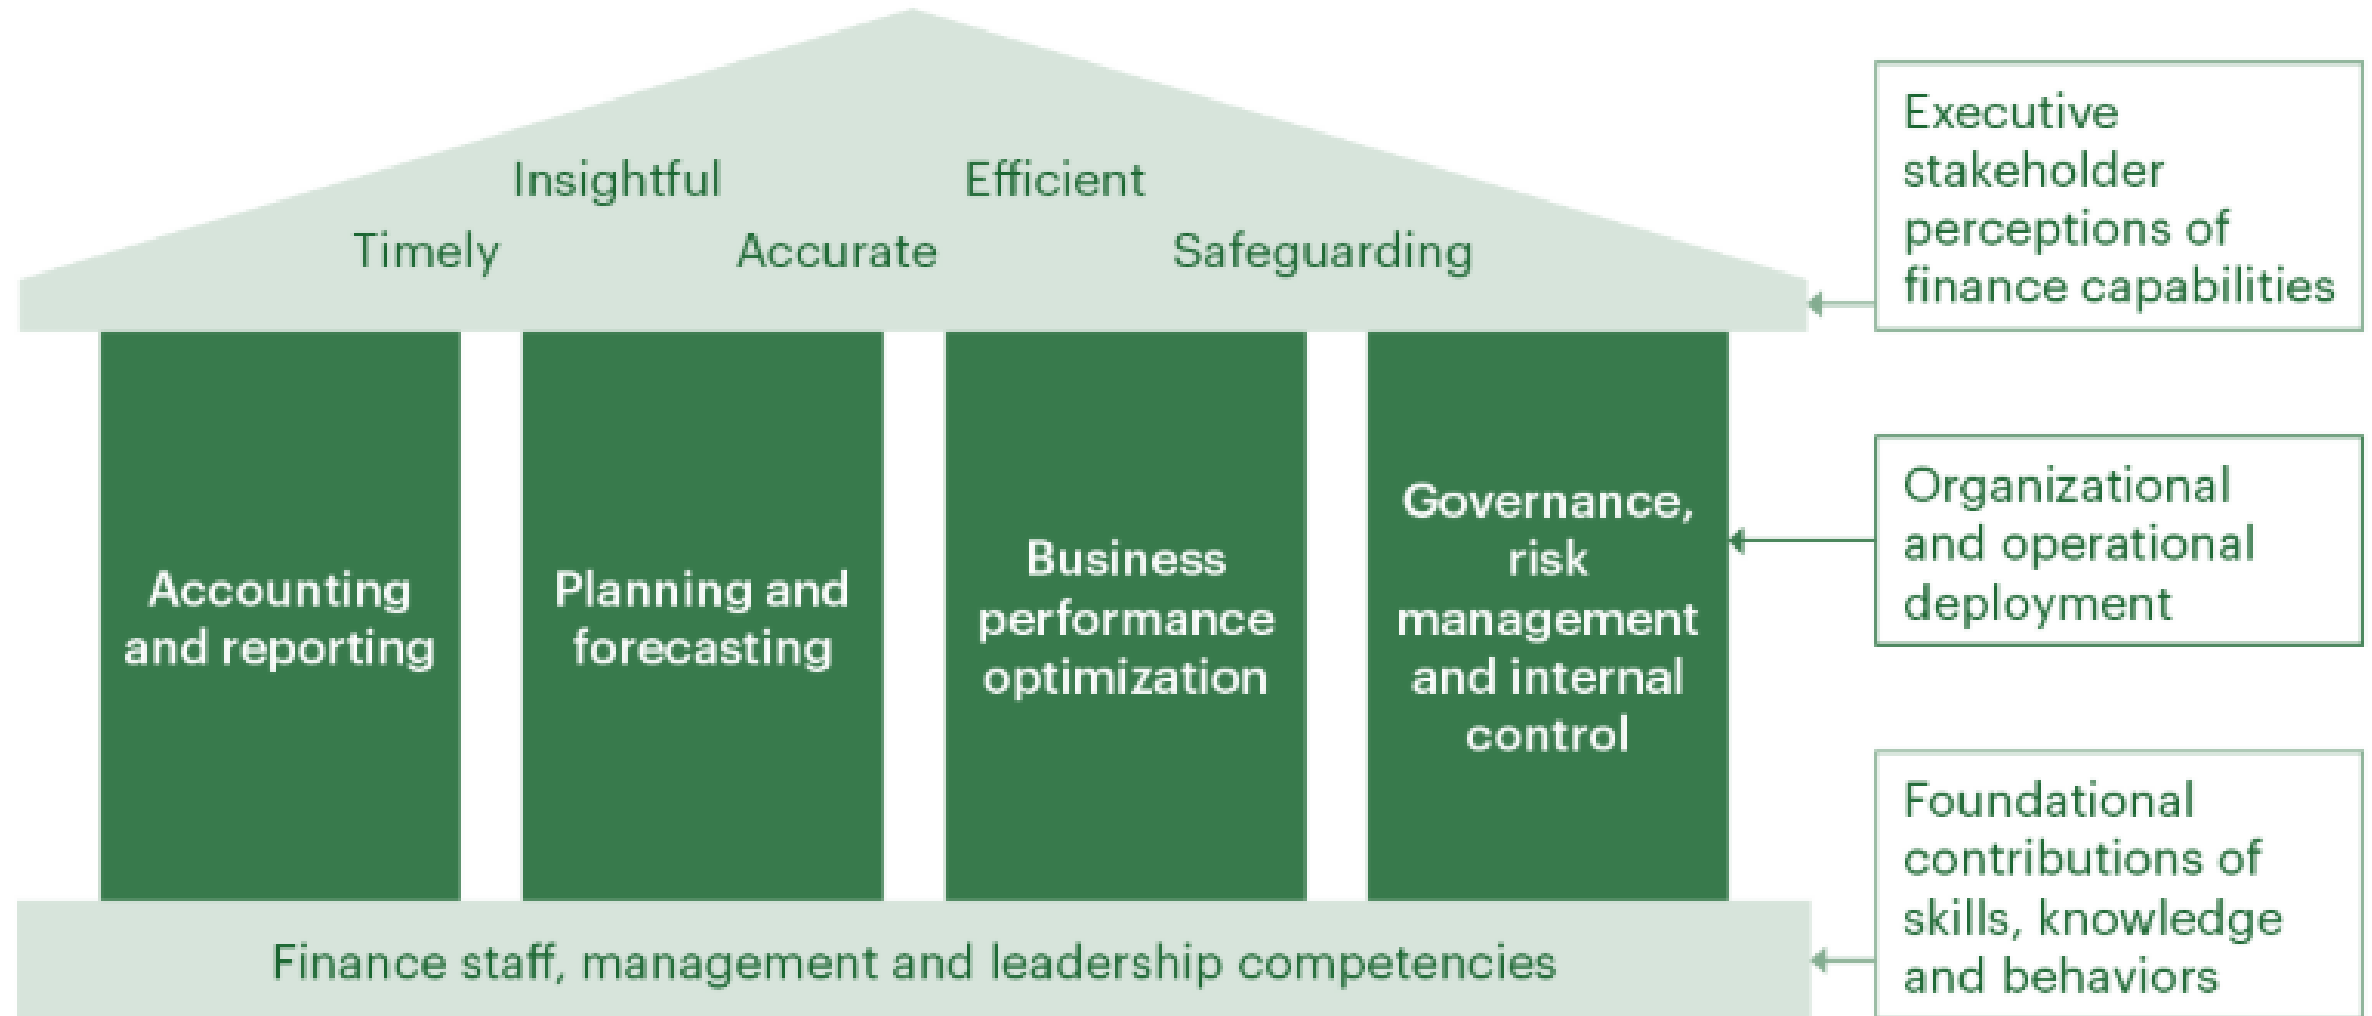 Insightful
Efficient
Timely
Accurate
Safeguarding
Executive
stakeholder
perceptions of
finance capabilities
Accounting
and reporting
Planning and
forecasting
Business
performance
optimization
Governance,
risk
management
and internal
control
Organizational
and operational
deployment
Finance staff, management and leadership competencies
Foundational
contributions of
skills, knowledge
and behaviors